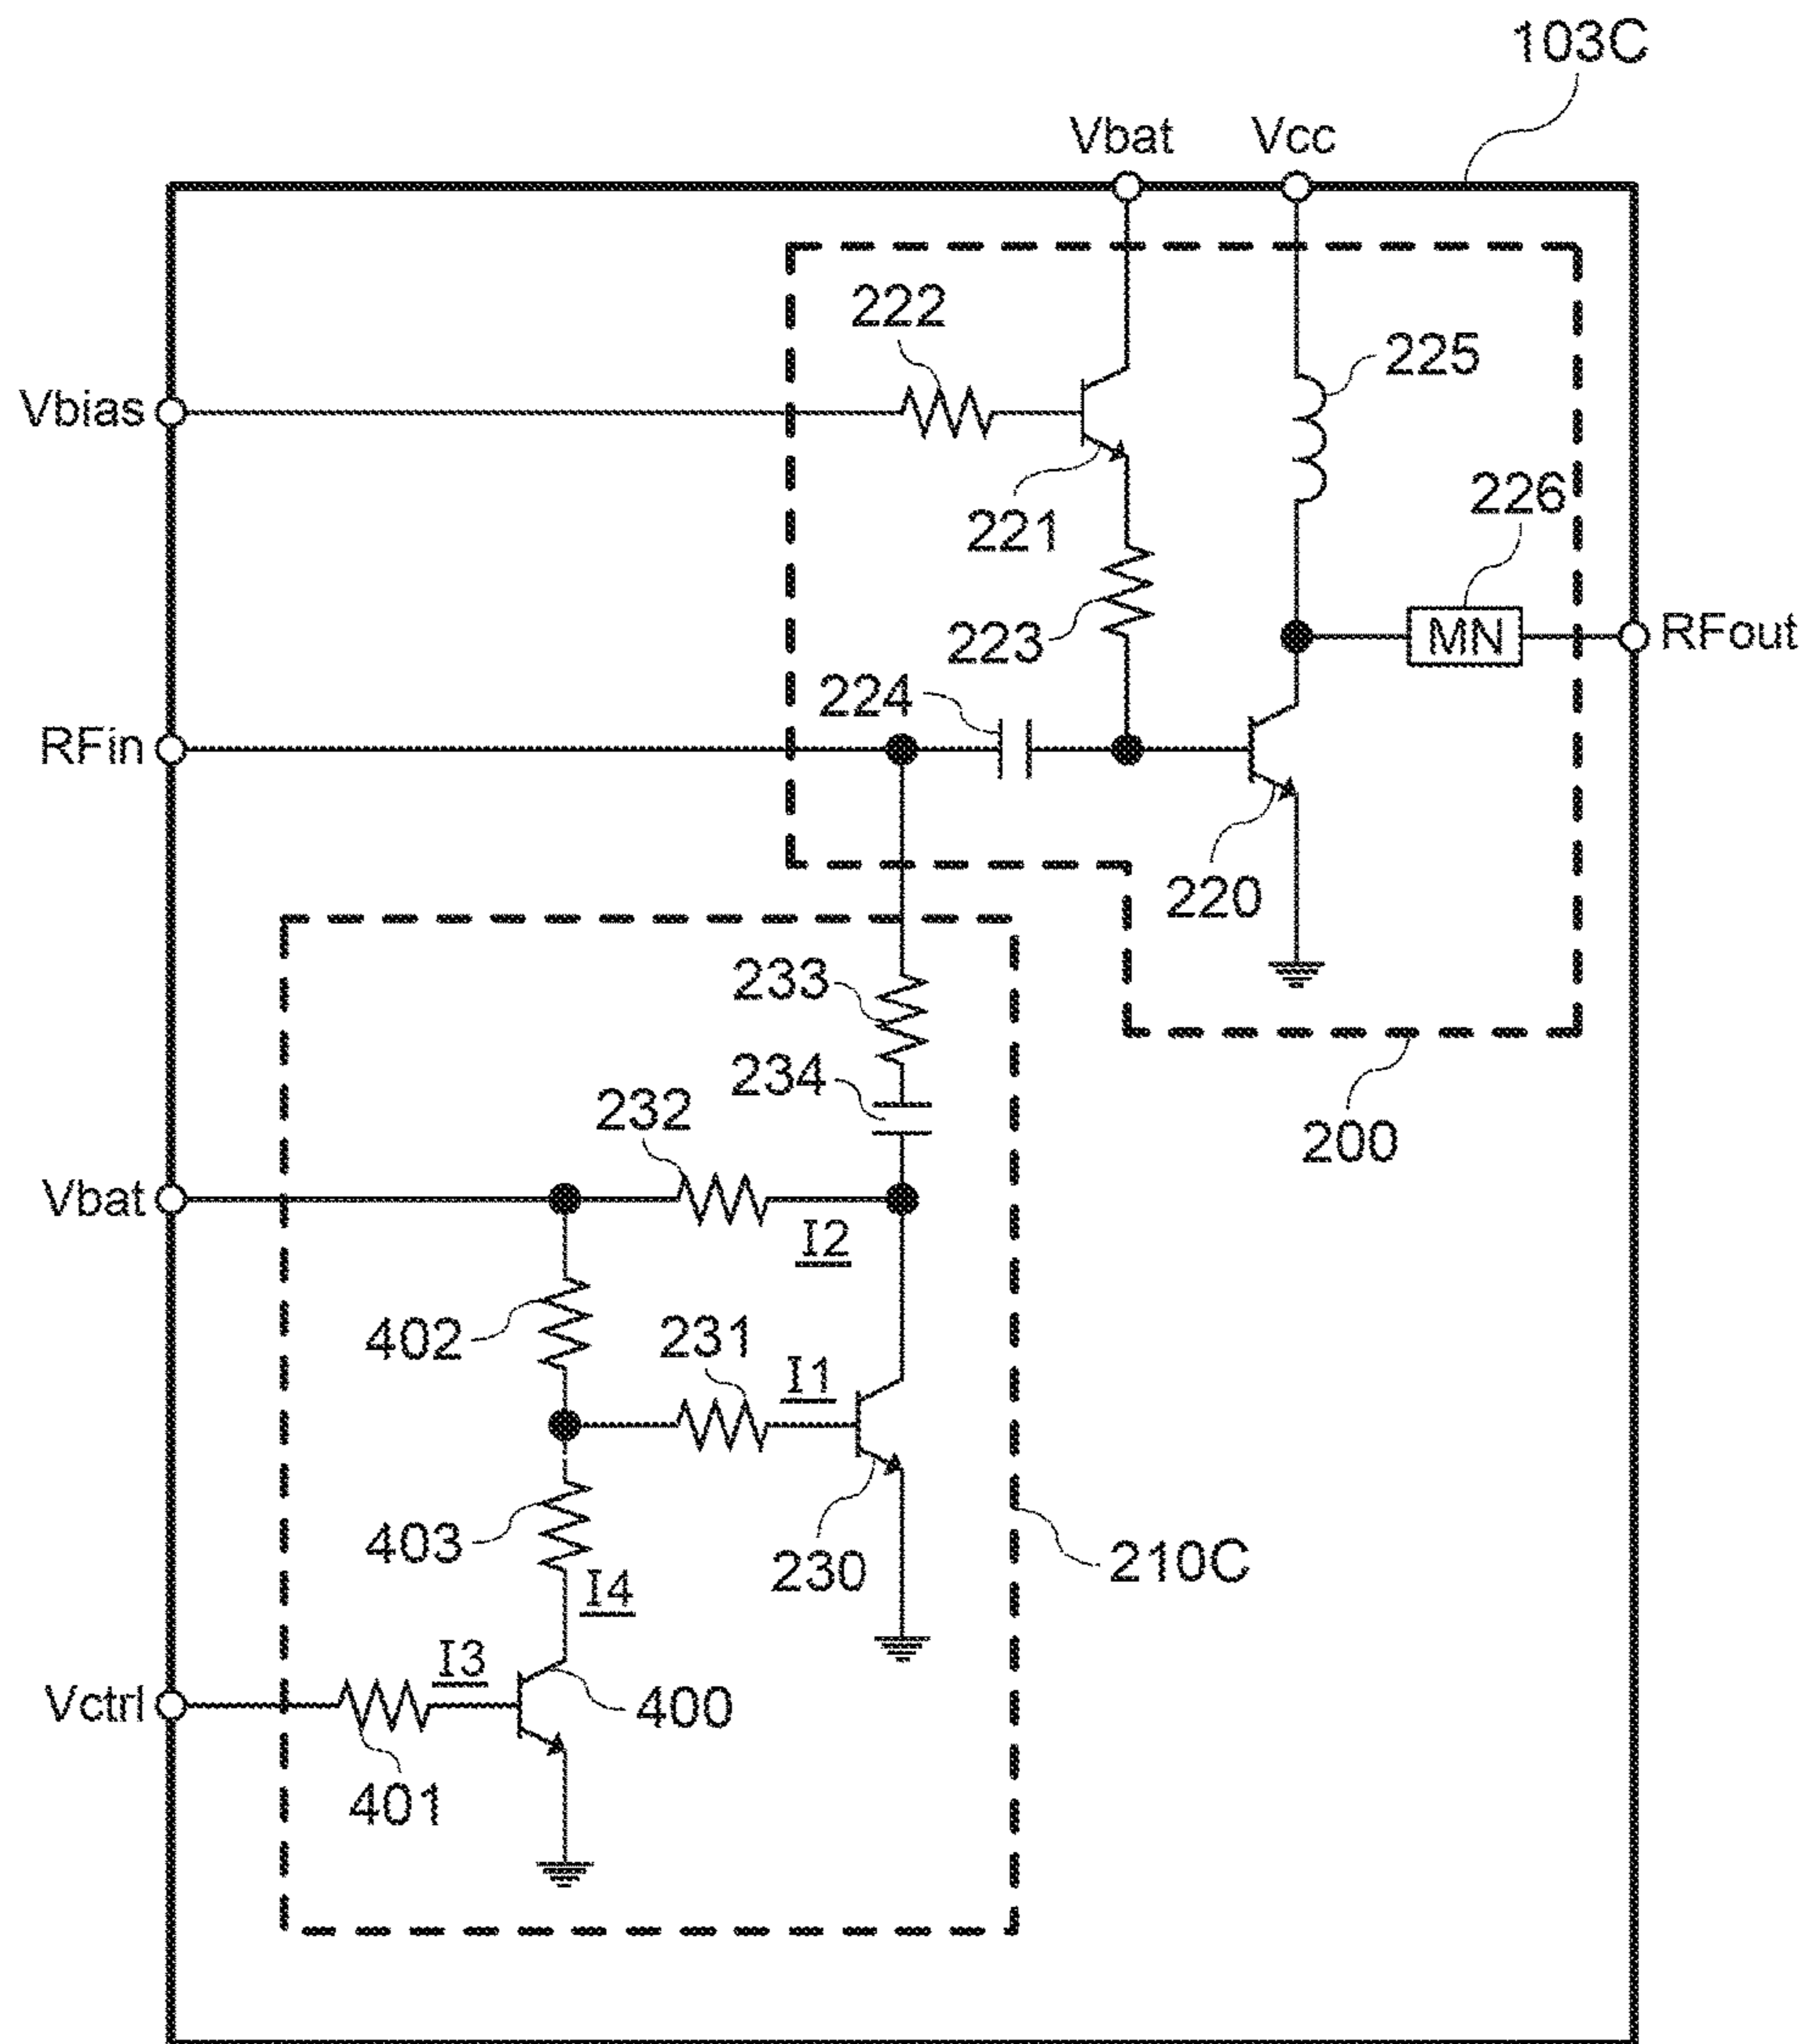 103C
Vbat
Vcc
222
225
Vbias
221
226
223
MN
RFout
224
RFin
220
233
234
232
200
Vbat
I2
402
231
I1
403
230
210C
I4
I3
Vctrl
400
401